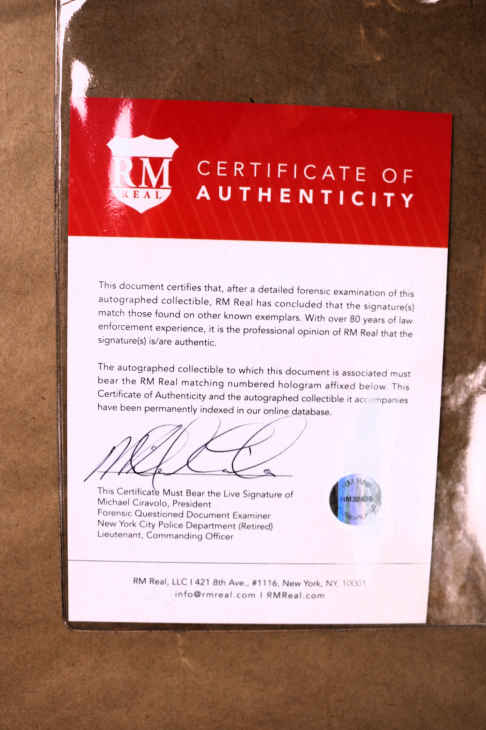 RM
REAL
CERTIFICATE OF
AUTHENTICITY
This document certifies that, after a detailed forensic examination of this
autographed collectible, RM Real has concluded that the signature(s)
match those found on other known exemplars. With over 80 years of law
enforcement experience, it is the professional opinion of RM Real that the
signature(s) is/are authentic.
The autographed collectible to which this document is associated must
bear the RM Real matching numbered hologram affixed below. This
Certificate of Authenticity and the autographed collectible it accompanies
have been permanently indexed in our online database.
This Certificate Must Bear the Live Signature of
Michael Ciravolo, President
Forensic Questioned Document Examiner
New York City Police Department (Retired)
Lieutenant, Commanding Officer
RM Real, LLC | 421 8th Ave., #1116, New York, NY, 10001
info@rmreal.com | RMReal.com